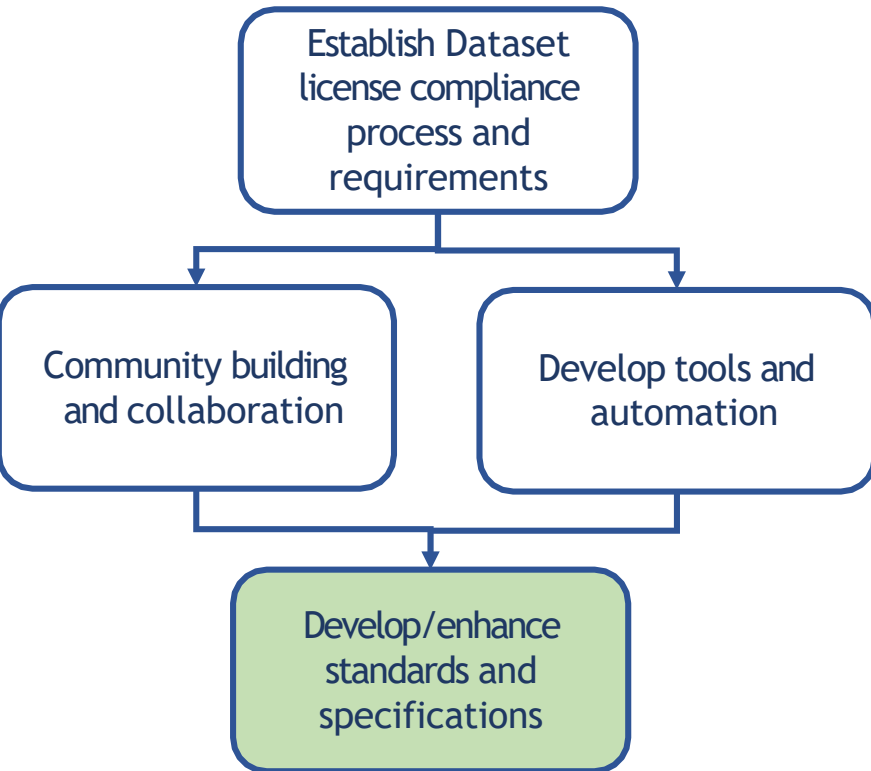 Establish Dataset
license compliance
process and
requirements
Community building
and collaboration
Develop tools and
automation
Develop/enhance
standards and
specifications